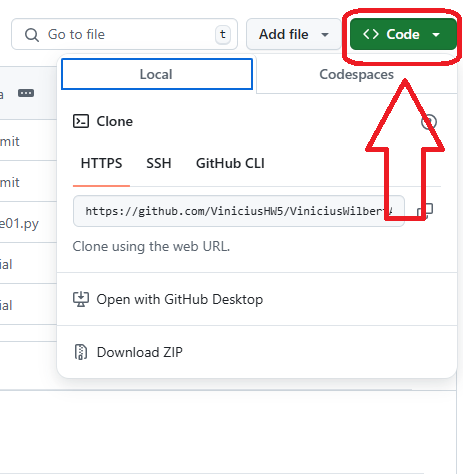 Go to file
t
Add file
<> Code
Local
Codespaces
a
Clone
mit
HTTPS
SSH
GitHub CLI
mit
https://github.com/ViniciusHW5/ViniciusWilber
e01.py
Clone using the web URL.
ial
Open with GitHub Desktop
ial
Download ZIP